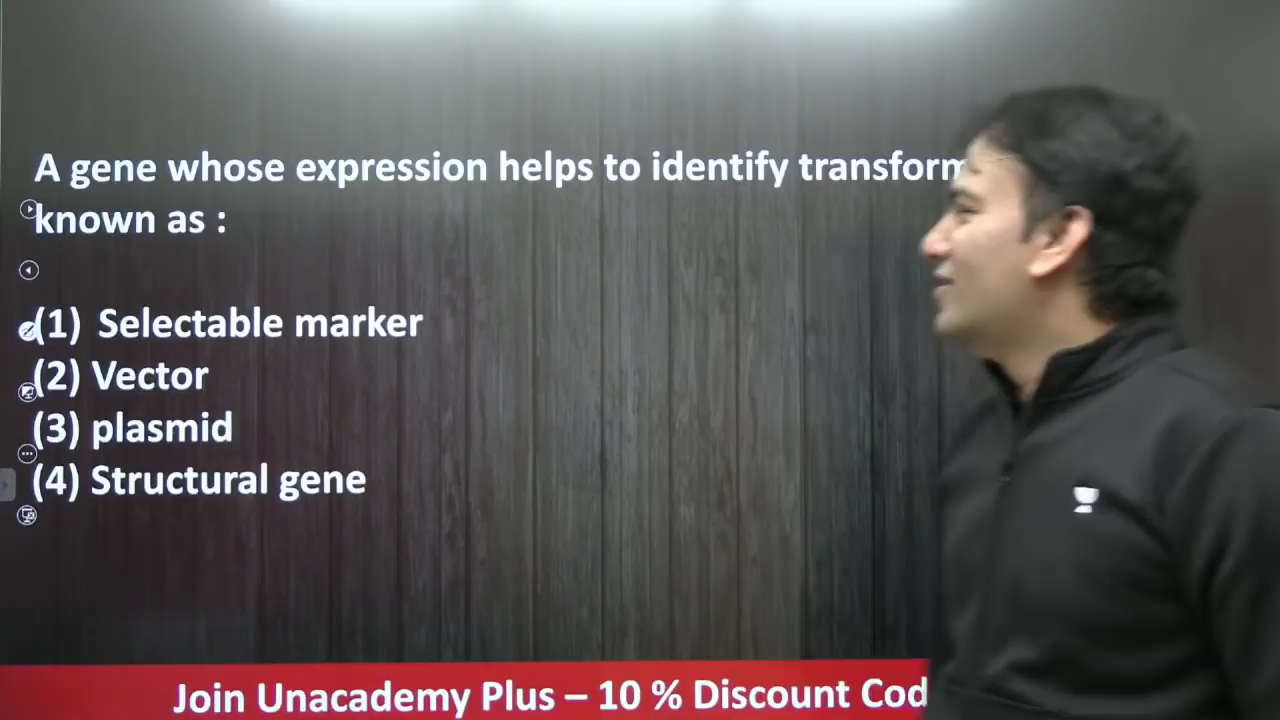 A gene whose expression helps to identify transform
known as :
(1) Selectable marker
(2) Vector
(3) plasmid
(4) Structural gene
Join Unacademy Plus – 10 % Discount Cod